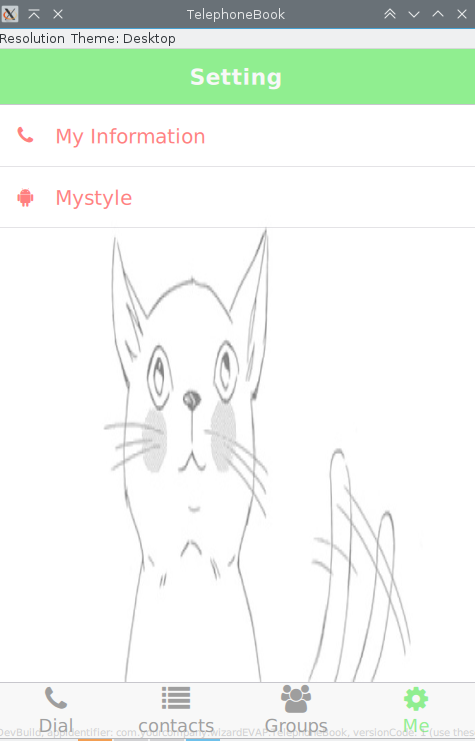 TelephoneBook
Resolution Theme: Desktop
Setting
My Information
Mystyle
Dial contacts Groups Me
DevBuild, appIdentifier: com.yourcompany.wizardEVAP.TelephoneBook, versionCode: 1 (use then